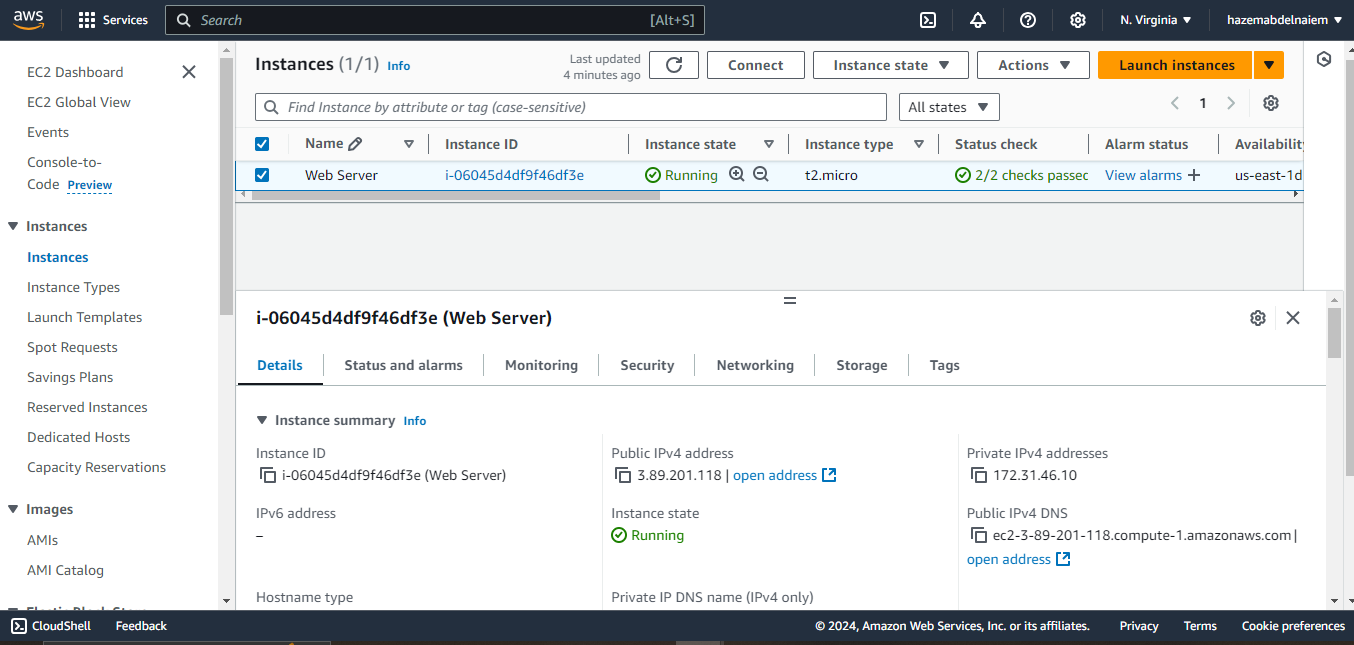 aws Services Search [Alt+S] N. Virginia hazemabdelnaiem
EC2 Dashboard
EC2 Global View
Events
Console-to-
Code Preview
Instances
Instances
Instance Types
Launch Templates
Spot Requests
Savings Plans
Reserved Instances
Dedicated Hosts
Capacity Reservations
Images
AMIs
AMI Catalog
Instances (1/1) Info
Last updated
4 minutes ago
Connect Instance state Actions Launch instances
Find Instance by attribute or tag (case-sensitive) All states 1
Name Instance ID Instance state Instance type Status check Alarm status Availability
Web Server i-06045d4df9f46df3e Running t2.micro 2/2 checks passed View alarms + us-east-1d
i-06045d4df9f46df3e (Web Server)
Details Status and alarms Monitoring Security Networking Storage Tags
Instance summary Info
Instance ID
i-06045d4df9f46df3e (Web Server)
Public IPv4 address
3.89.201.118 | open address
Private IPv4 addresses
172.31.46.10
IPv6 address
–
Instance state
Running
Public IPv4 DNS
ec2-3-89-201-118.compute-1.amazonaws.com |
open address
Hostname type
Private IP DNS name (IPv4 only)
CloudShell Feedback © 2024, Amazon Web Services, Inc. or its affiliates. Privacy Terms Cookie preferences